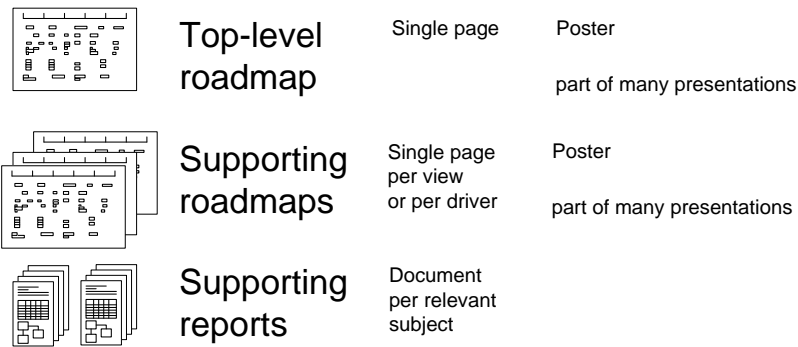 Top-level
roadmap
Single page
Poster
part of many presentations
Supporting
roadmaps
Single page
per view
or per driver
Poster
part of many presentations
Supporting
reports
Document
per relevant
subject